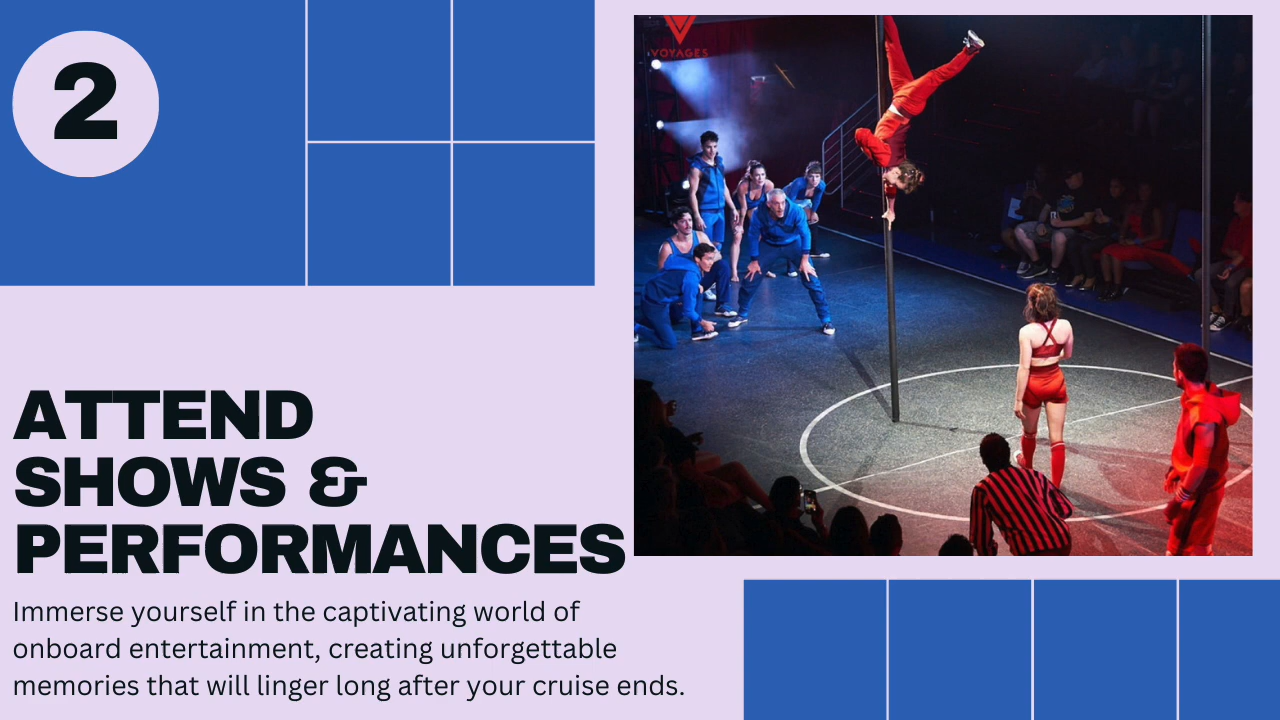 2
VOYAGES
ATTEND
SHOWS &
PERFORMANCES
Immerse yourself in the captivating world of
onboard entertainment, creating unforgettable
memories that will linger long after your cruise ends.